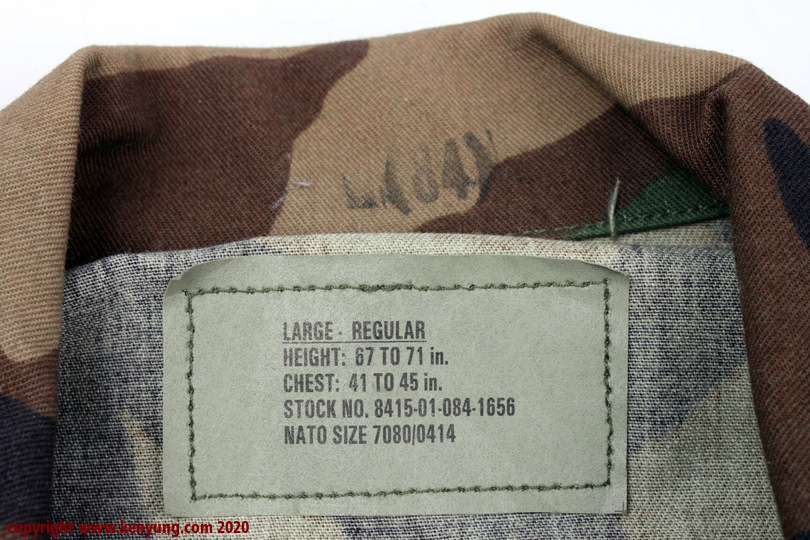 LARGE - REGULAR
HEIGHT: 67 TO 71 in.
CHEST: 41 TO 45 in.
STOCK NO. 8415-01-084-1656
NATO SIZE 7080/0414
copyright www.kenyung.com 2020